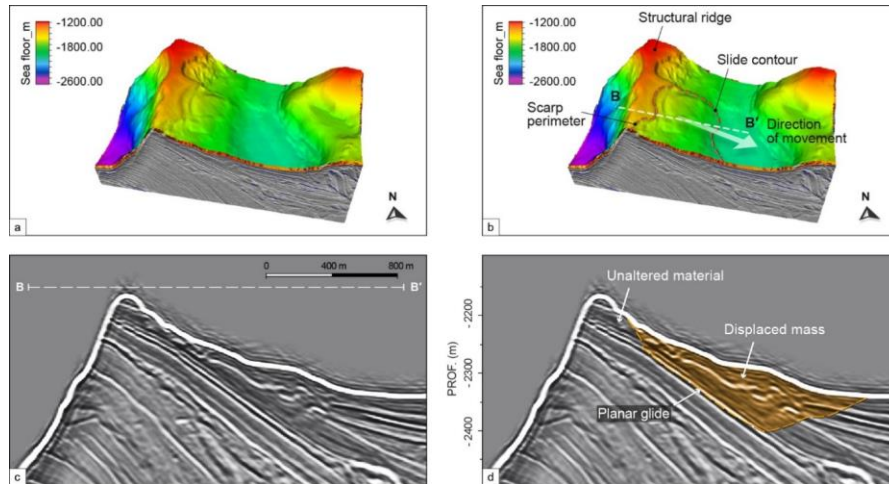 Sea floor_m
-1200.00
-1800.00
-2600.00
N
a
Sea floor_m
-1200.00
-1800.00
-2600.00
Structural ridge
Slide contour
B
Scarp
perimeter
B'
Direction
of movement
N
b
0 400 m 800 m
B B'
c
Unaltered material
Displaced mass
Planar glide
PROF. (m)
-2200
-2300
-2400
d